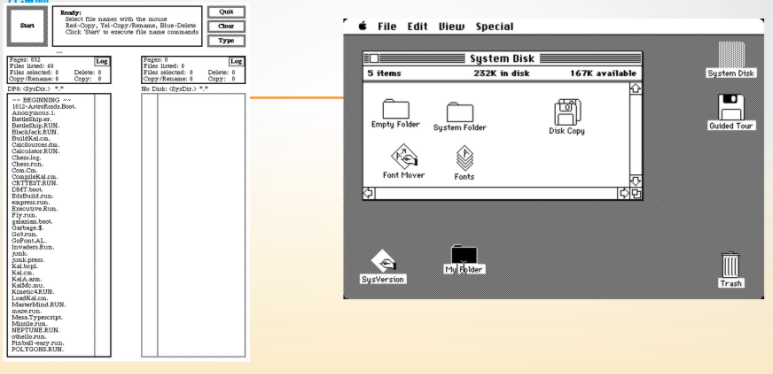 Start
Ready:
Select file names with the mouse
Red-Copy, Yel-Copy/Rename, Blue-Delete
Click 'Start' to execute file name commands
Quit
Clear
Type
--
Log
Files listed: 49
Files selected: 0 Delete: 0
Copy/Rename: 0 Copy: 0
Pages: 0
Log
Files listed: 0
Files selected: 0 Delete: 0
Copy/Rename: 0 Copy: 0
DP0: <SysDir.> *.*
No Disk: <SysDir.> *.*
~~ BEGINNING ~~
1012-AstroRoids.Boot.
Anonymous.1.
BattleShip.er.
BattleShip.RUN.
BlackJack.RUN.
BuildKal.cm.
CalcSources.dm.
Calculator.RUN.
Chess.log.
Chess.run.
Com.Cm.
CompileKal.cm.
CRTTEST.RUN.
DMT.boot.
EdsBuild.run.
empress.run.
Executive.Run.
Fly.run.
galaxian.boot.
Garbage.$.
Go9.run.
GoFont.AL.
Invaders.Run.
junk.
junk.press.
Kal.bcpl.
Kal.cm.
KalA.asm.
KalMc.mu.
Kinetic4.RUN.
LoadKal.cm.
MasterMind.RUN.
maze.run.
Mesa.Typescript.
Missile.run.
NEPTUNE.RUN.
othello.run.
Pinball-easy.run.
POLYGONS.RUN.
File Edit View Special
System Disk
5 items 232K in disk 167K available
Empty Folder
System Folder
Disk Copy
Font Mover
Fonts
System Disk
Guided Tour
SysVersion
My Folder
Trash